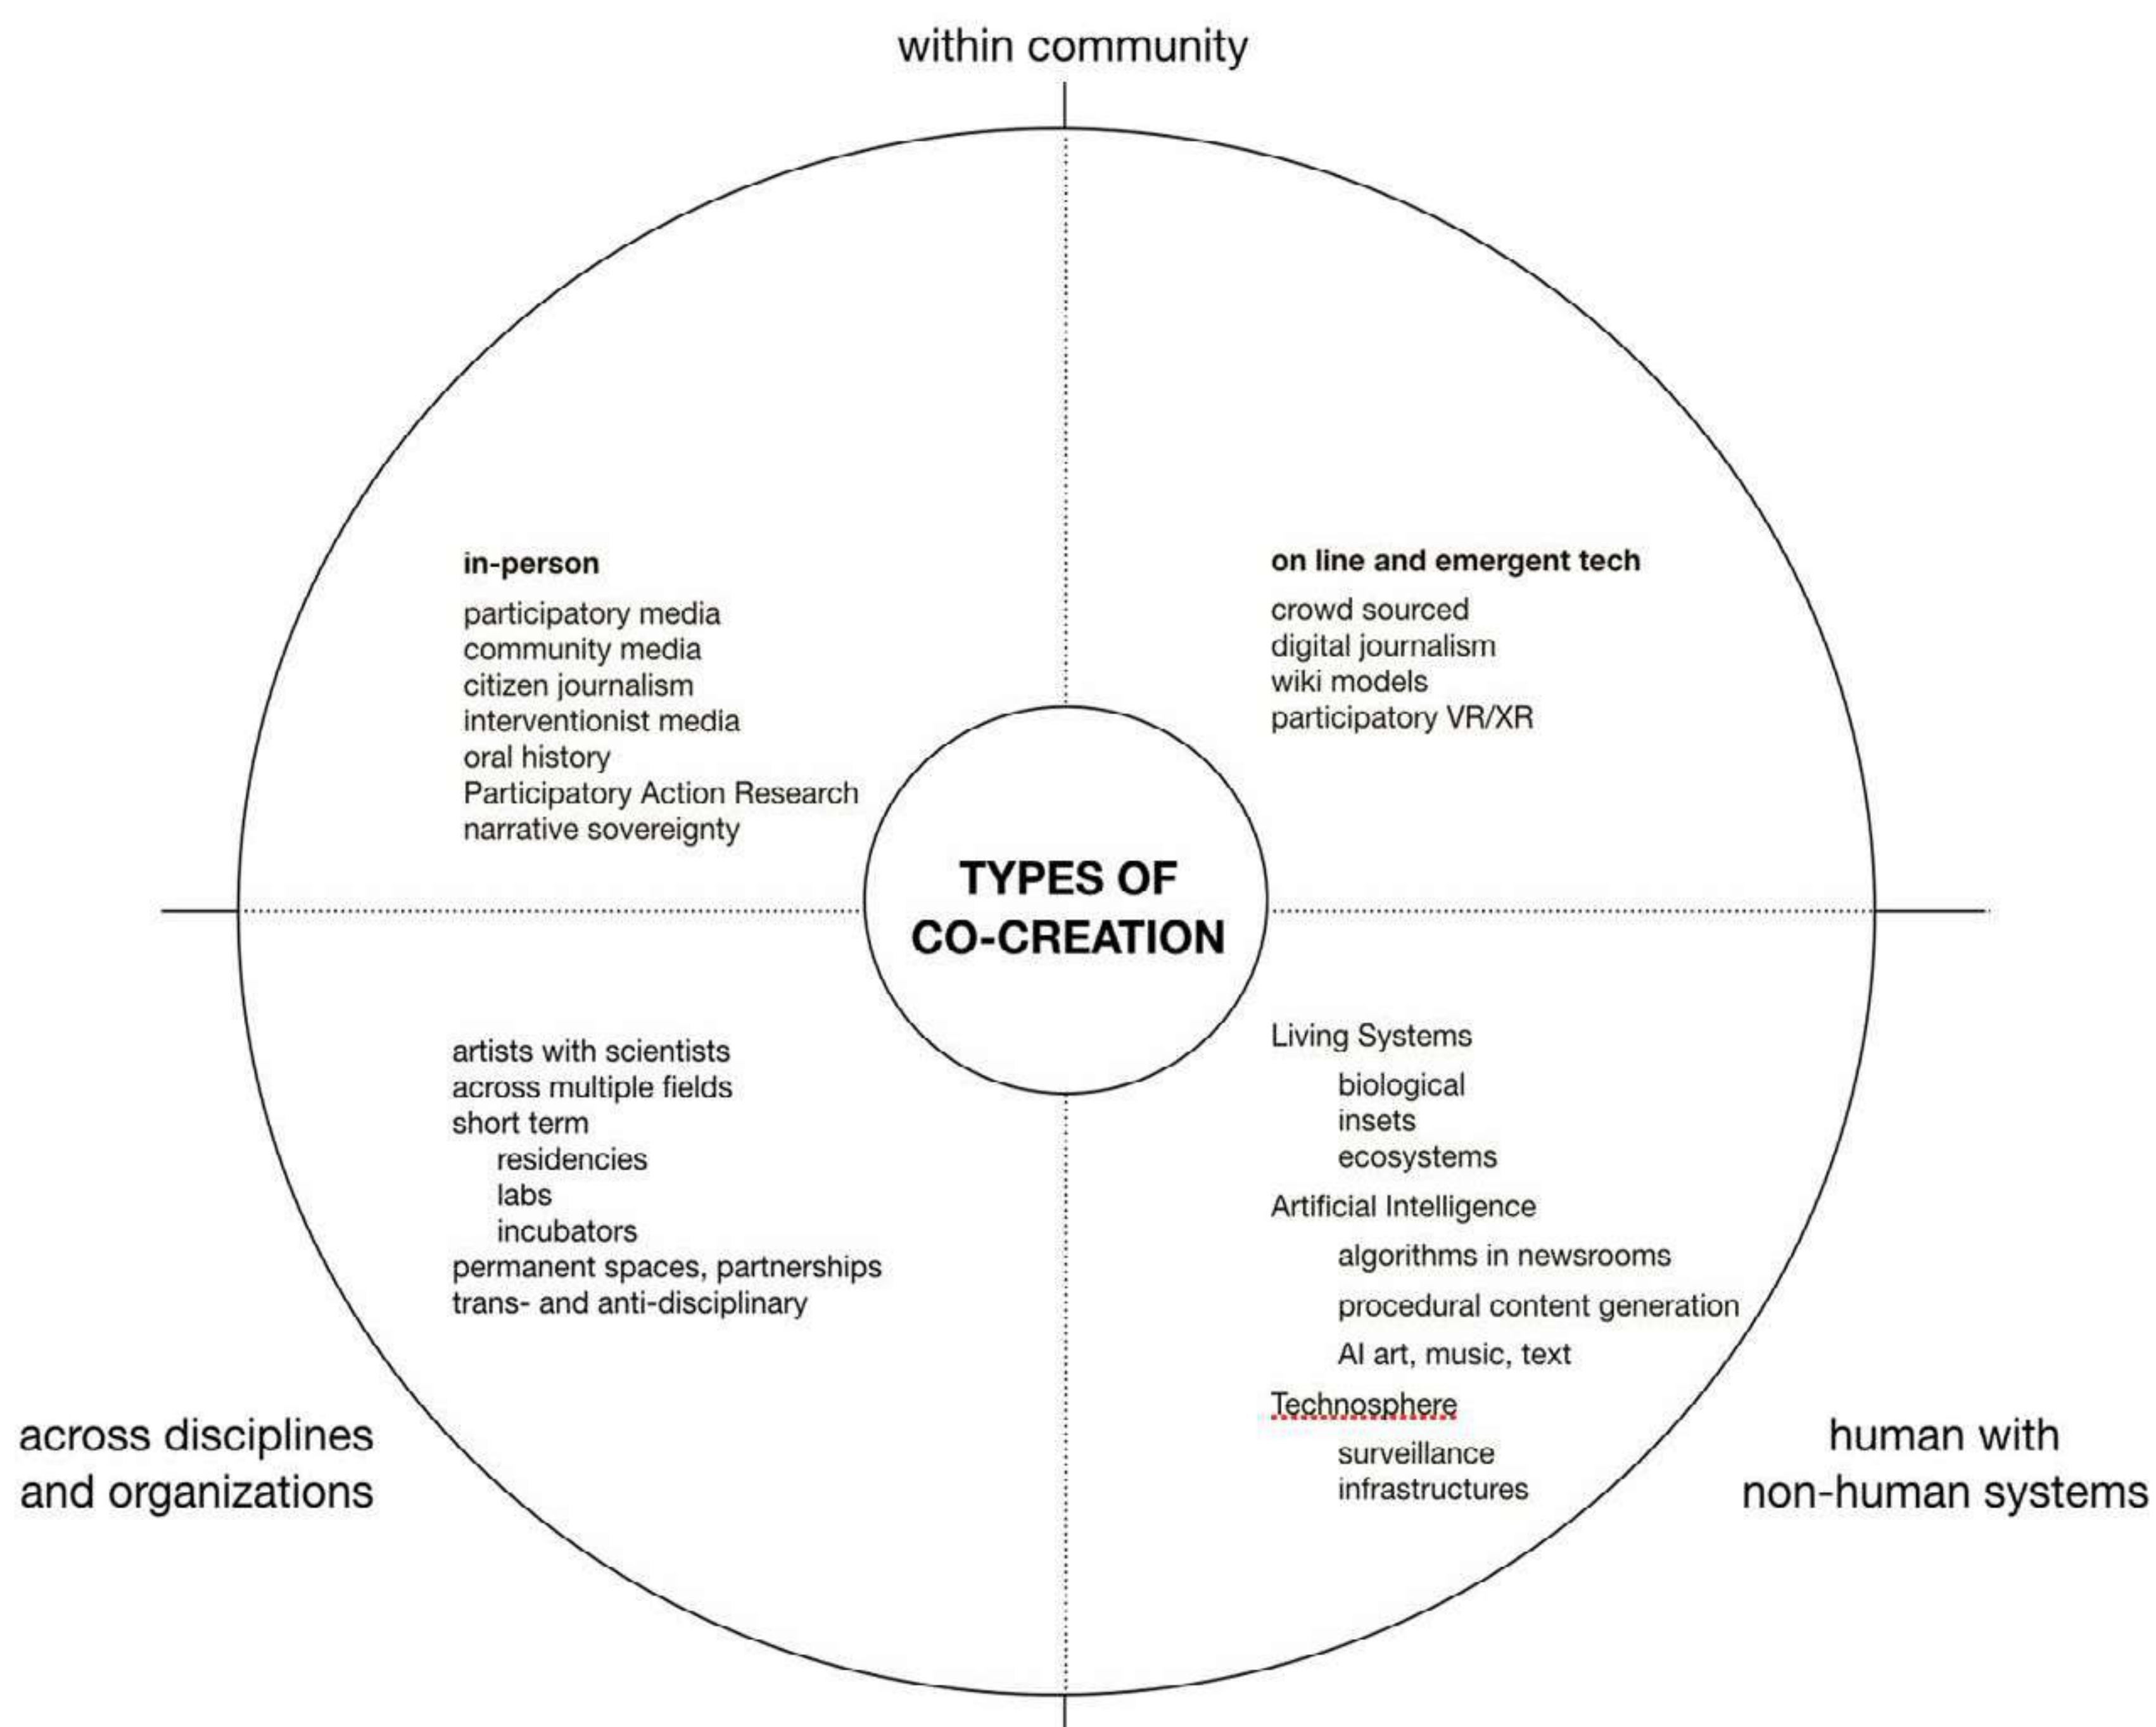 within community
in-person
participatory media
community media
citizen journalism
interventionist media
oral history
Participatory Action Research
narrative sovereignty
on line and emergent tech
crowd sourced
digital journalism
wiki models
participatory VR/XR
TYPES OF
CO-CREATION
artists with scientists
across multiple fields
short term
residencies
labs
incubators
permanent spaces, partnerships
trans- and anti-disciplinary
Living Systems
biological
insets
ecosystems
Artificial Intelligence
algorithms in newsrooms
procedural content generation
AI art, music, text
Technosphere
surveillance
infrastructures
across disciplines
and organizations
human with
non-human systems